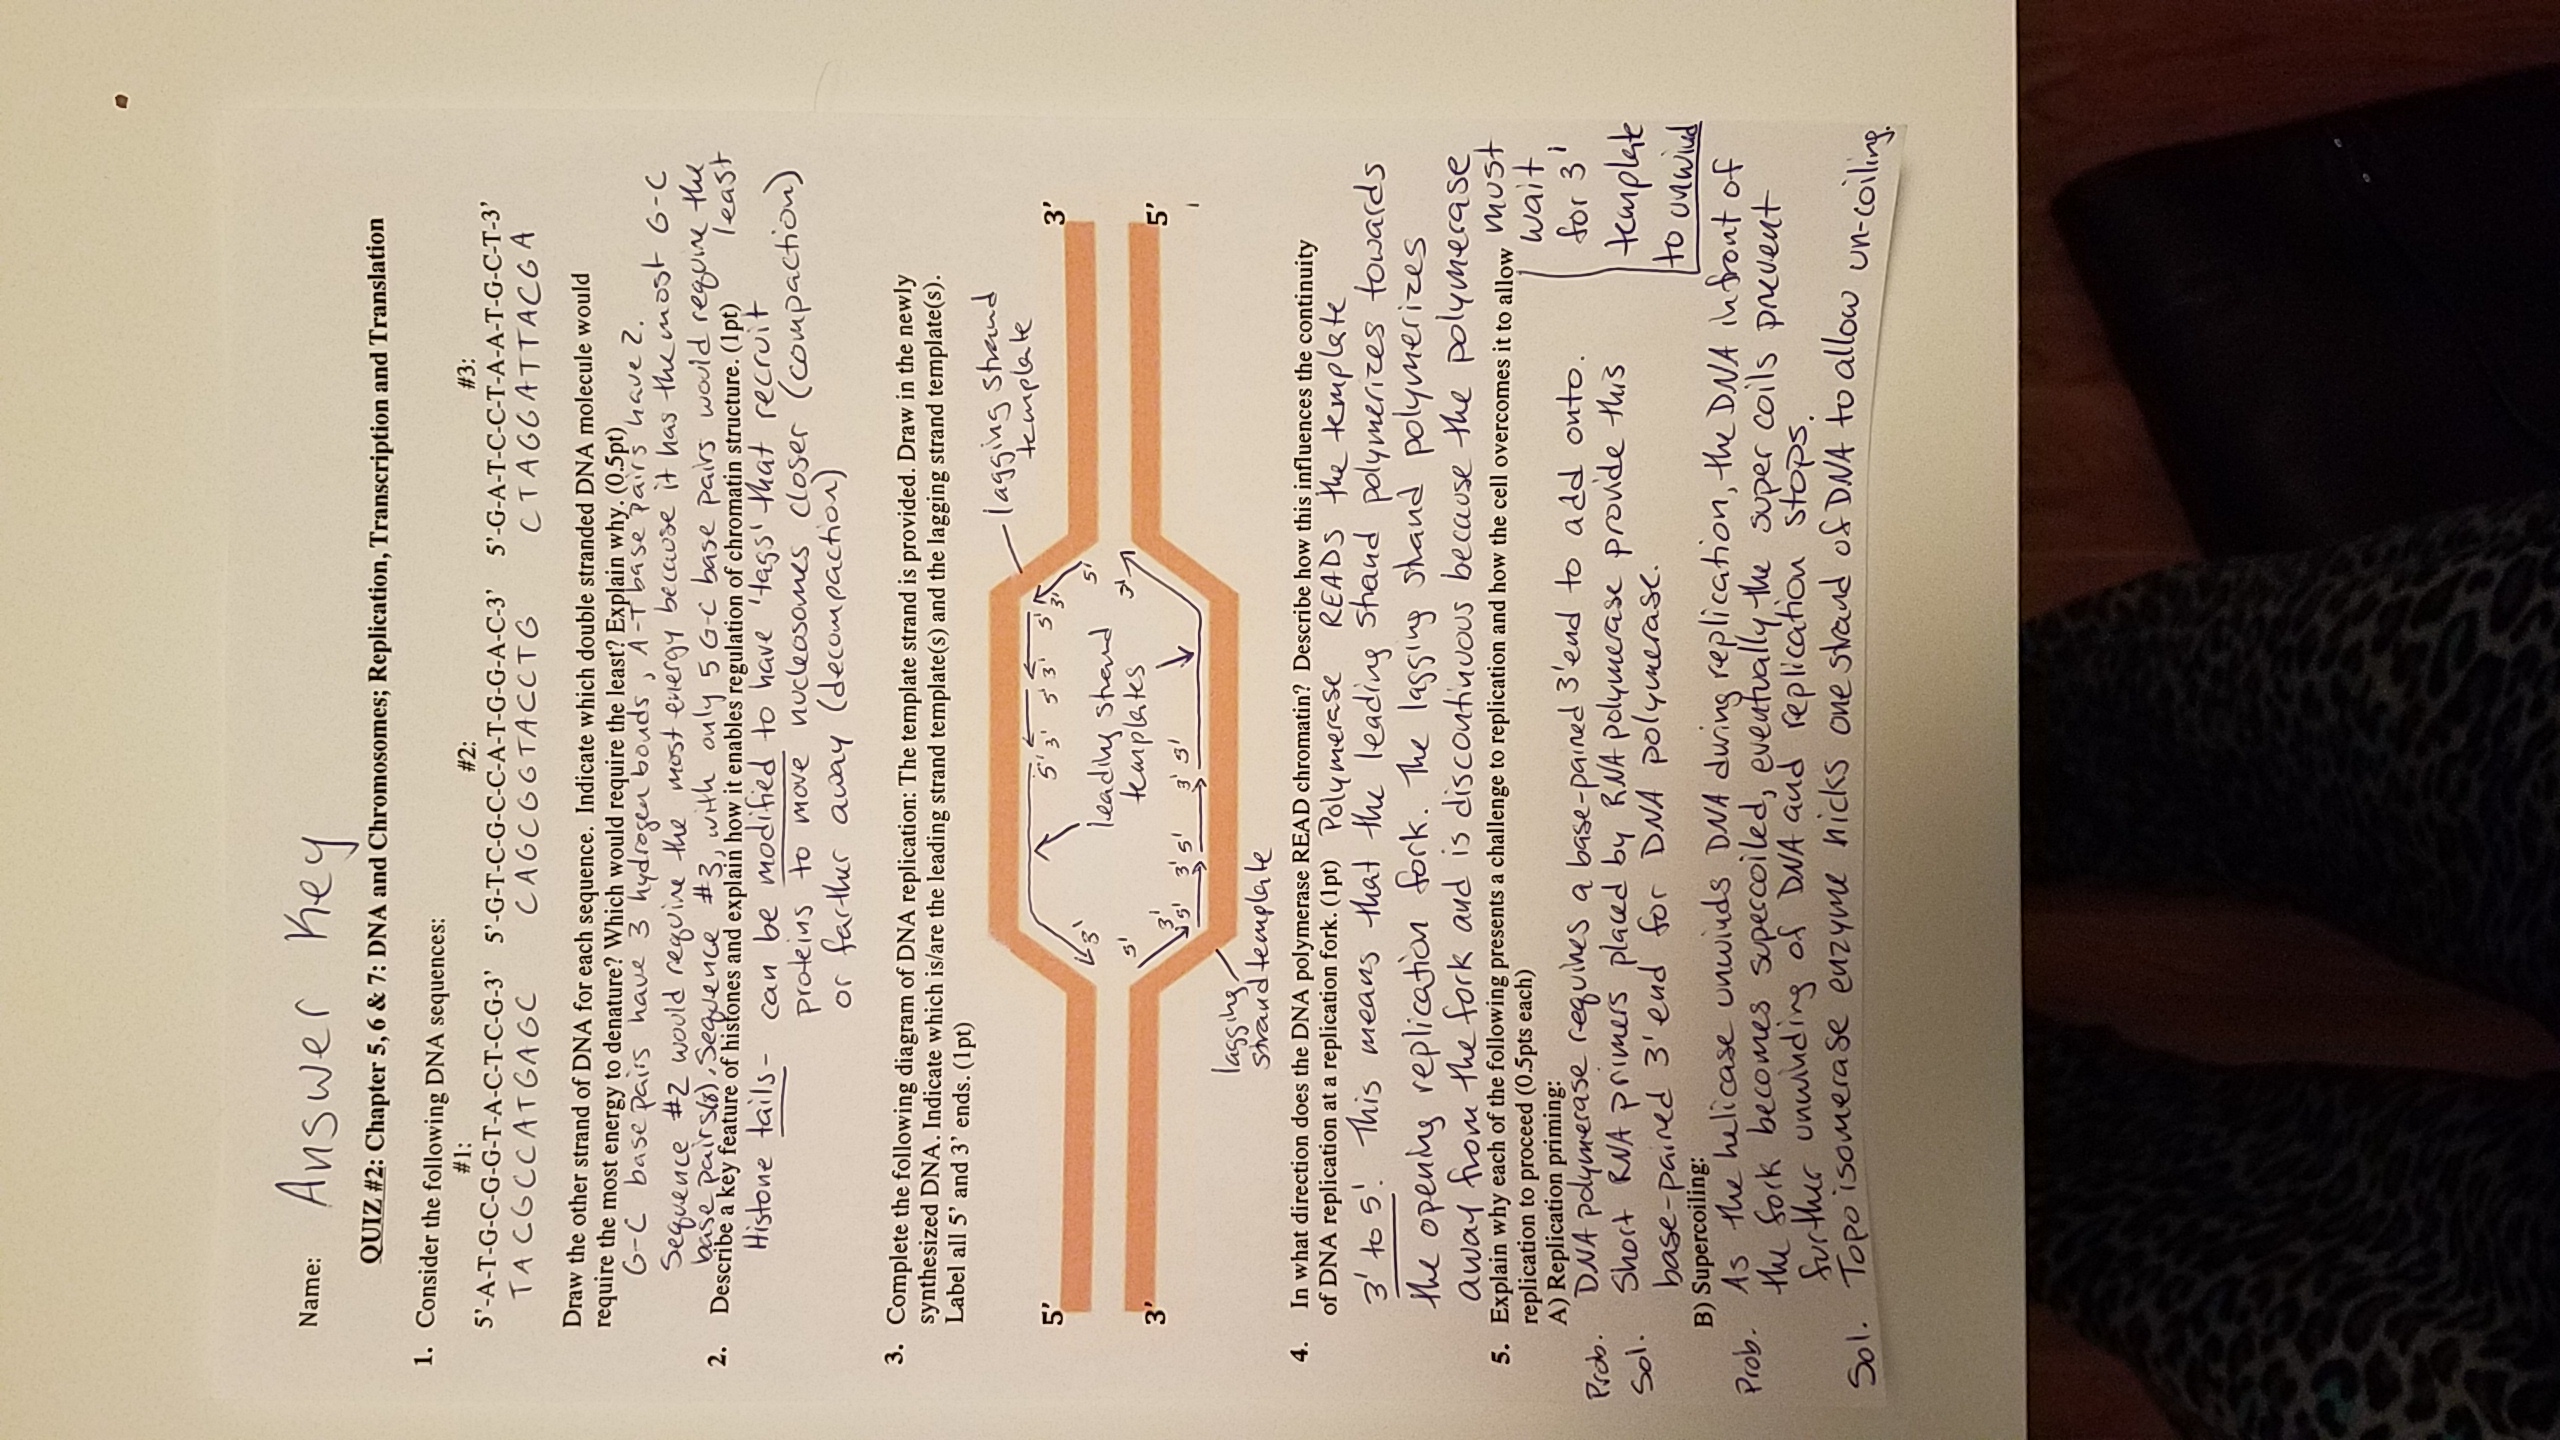 Name: Answer Key
QUIZ #2: Chapter 5, 6 & 7: DNA and Chromosomes; Replication, Transcription and Translation
1. Consider the following DNA sequences:
#1: #2: #3:
5'-A-T-G-C-G-G-T-A-C-T-C-G-3' 5'-G-T-C-G-C-C-A-T-G-G-A-C-3' 5'-G-A-T-C-C-T-A-A-T-G-C-T-3'
TACGCCATGAGC CAGCGGTACCTG CTAGGATTACGA
Draw the other strand of DNA for each sequence. Indicate which double stranded DNA molecule would
require the most energy to denature? Which would require the least? Explain why. (0.5pt)
G-C base pairs have 3 hydrogen bonds, A-T base pairs have 2.
Sequence #2 would require the most energy because it has the most G-C
base pairs(8). Sequence #3, with only 5 G-C base pairs would require the
least
2. Describe a key feature of histones and explain how it enables regulation of chromatin structure. (1pt)
Histone tails- can be modified to have 'tags' that recruit
proteins to move nucleosomes closer (compaction)
or farther away (decompaction)
3. Complete the following diagram of DNA replication: The template strand is provided. Draw in the newly
synthesized DNA. Indicate which is/are the leading strand template(s) and the lagging strand template(s).
Label all 5' and 3' ends. (1pt)
lagging strand
template
5' 5' 3' 5' 3' 5' 3' 3'
3' leading strand 5'
5' templates 3'
3' 3' 5'
5' 3' 5' 3' 5'
lagging
strand template
4. In what direction does the DNA polymerase READ chromatin? Describe how this influences the continuity
of DNA replication at a replication fork. (1pt) Polymerase READS the template
3' to 5'. This means that the leading strand polymerizes towards
the opening replication fork. The lagging strand polymerizes
away from the fork and is discontinuous because the polymerase
must
wait
for 3'
template
to unwind
5. Explain why each of the following presents a challenge to replication and how the cell overcomes it to allow
replication to proceed (0.5pts each)
A) Replication priming:
Prob. DNA polymerase requires a base-paired 3'end to add onto.
Sol. Short RNA primers placed by RNA polymerase provide this
base-paired 3'end for DNA polymerase.
B) Supercoiling:
Prob. As the helicase unwinds DNA during replication, the DNA in front of
the fork becomes supercoiled, eventually the super coils prevent
further unwinding of DNA and replication stops.
Sol. Topoisomerase enzyme nicks one strand of DNA to allow un-coiling.